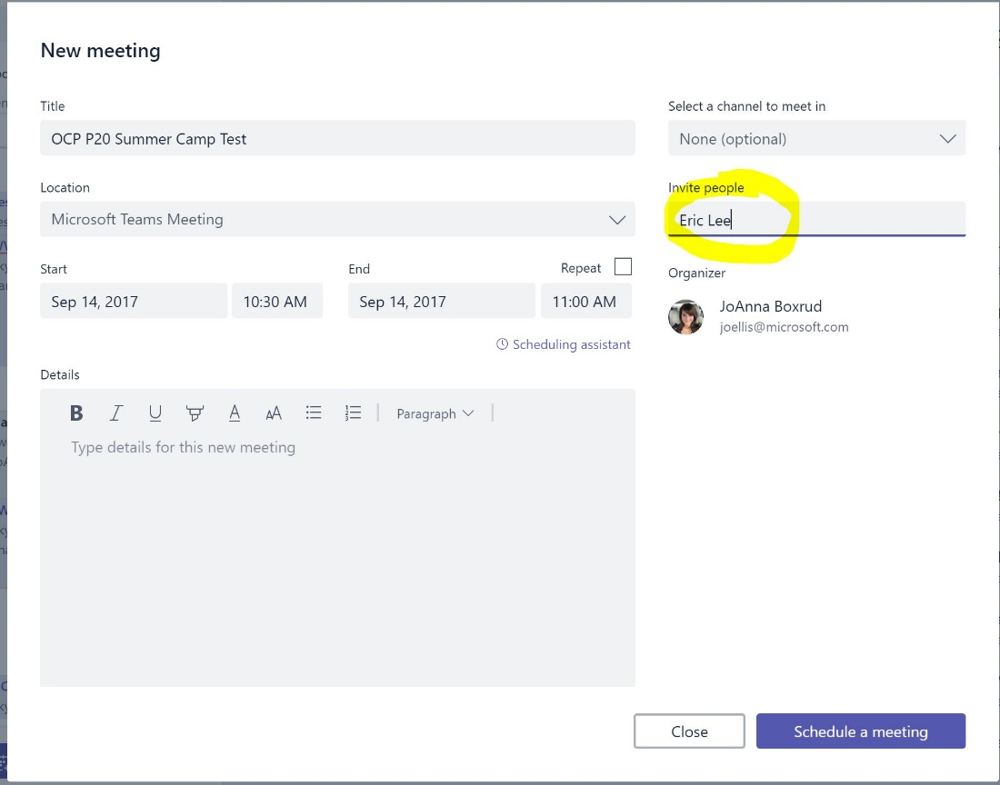 New meeting
Title
OCP P20 Summer Camp Test
Location
Microsoft Teams Meeting
Start
End
Repeat
Sep 14, 2017
10:30 AM
Sep 14, 2017
11:00 AM
Scheduling assistant
Details
B I U A AA
Paragraph
Type details for this new meeting
Select a channel to meet in
None (optional)
Invite people
Eric Lee
Organizer
JoAnna Boxrud
joellis@microsoft.com
Close
Schedule a meeting